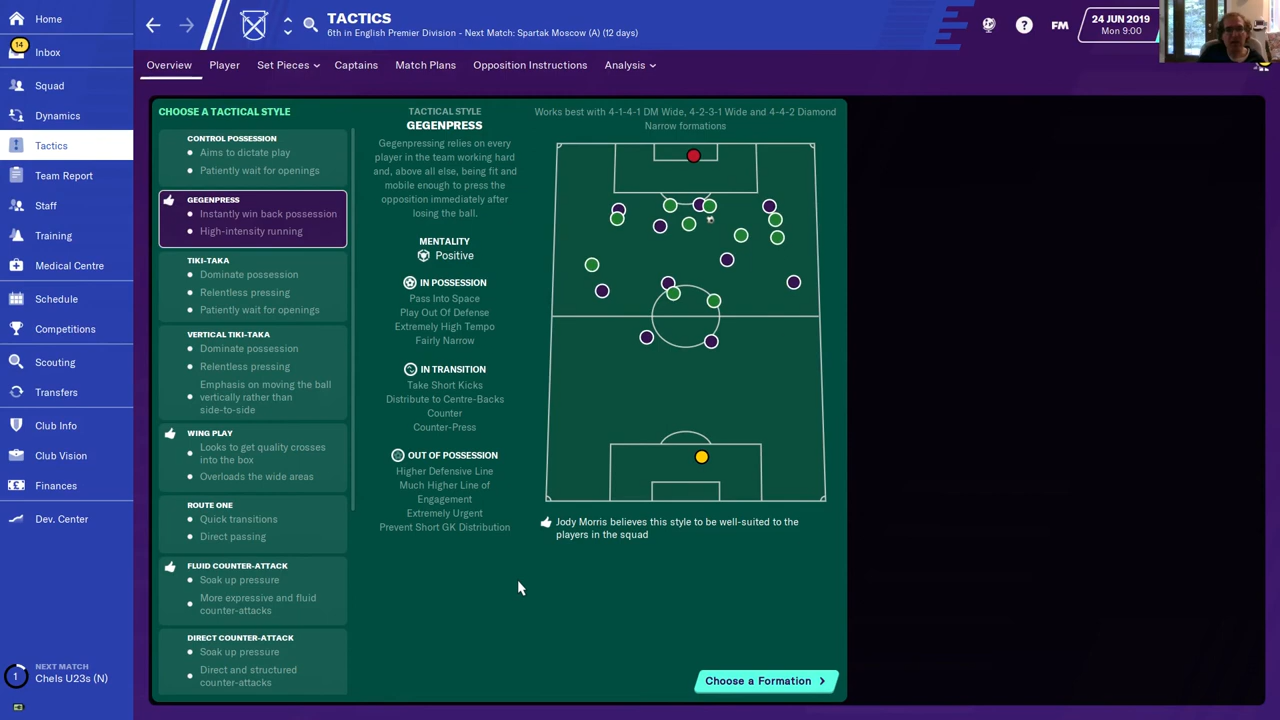 Home
14
Inbox
Squad
Dynamics
Tactics
Team Report
Staff
Training
Medical Centre
Schedule
Competitions
Scouting
Transfers
Club Info
Club Vision
Finances
Dev. Center
1
NEXT MATCH
Chels U23s (N)
TACTICS
6th in English Premier Division - Next Match: Spartak Moscow (A) (12 days)
?
FM
24 JUN 2019
Mon 9:00
Overview
Player
Set Pieces
Captains
Match Plans
Opposition Instructions
Analysis
CHOOSE A TACTICAL STYLE
CONTROL POSSESSION
Aims to dictate play
Patiently wait for openings
GEGENPRESS
Instantly win back possession
High-intensity running
TIKI-TAKA
Dominate possession
Relentless pressing
Patiently wait for openings
VERTICAL TIKI-TAKA
Dominate possession
Relentless pressing
Emphasis on moving the ball
vertically rather than
side-to-side
WING PLAY
Looks to get quality crosses
into the box
Overloads the wide areas
ROUTE ONE
Quick transitions
Direct passing
FLUID COUNTER-ATTACK
Soak up pressure
More expressive and fluid
counter-attacks
DIRECT COUNTER-ATTACK
Soak up pressure
Direct and structured
counter-attacks
TACTICAL STYLE
GEGENPRESS
Gegenpressing relies on every
player in the team working hard
and, above all else, being fit and
mobile enough to press the
opposition immediately after
losing the ball.
MENTALITY
Positive
IN POSSESSION
Pass Into Space
Play Out Of Defense
Extremely High Tempo
Fairly Narrow
IN TRANSITION
Take Short Kicks
Distribute to Centre-Backs
Counter
Counter-Press
OUT OF POSSESSION
Higher Defensive Line
Much Higher Line of
Engagement
Extremely Urgent
Prevent Short GK Distribution
Works best with 4-1-4-1 DM Wide, 4-2-3-1 Wide and 4-4-2 Diamond
Narrow formations
Jody Morris believes this style to be well-suited to the
players in the squad
Choose a Formation